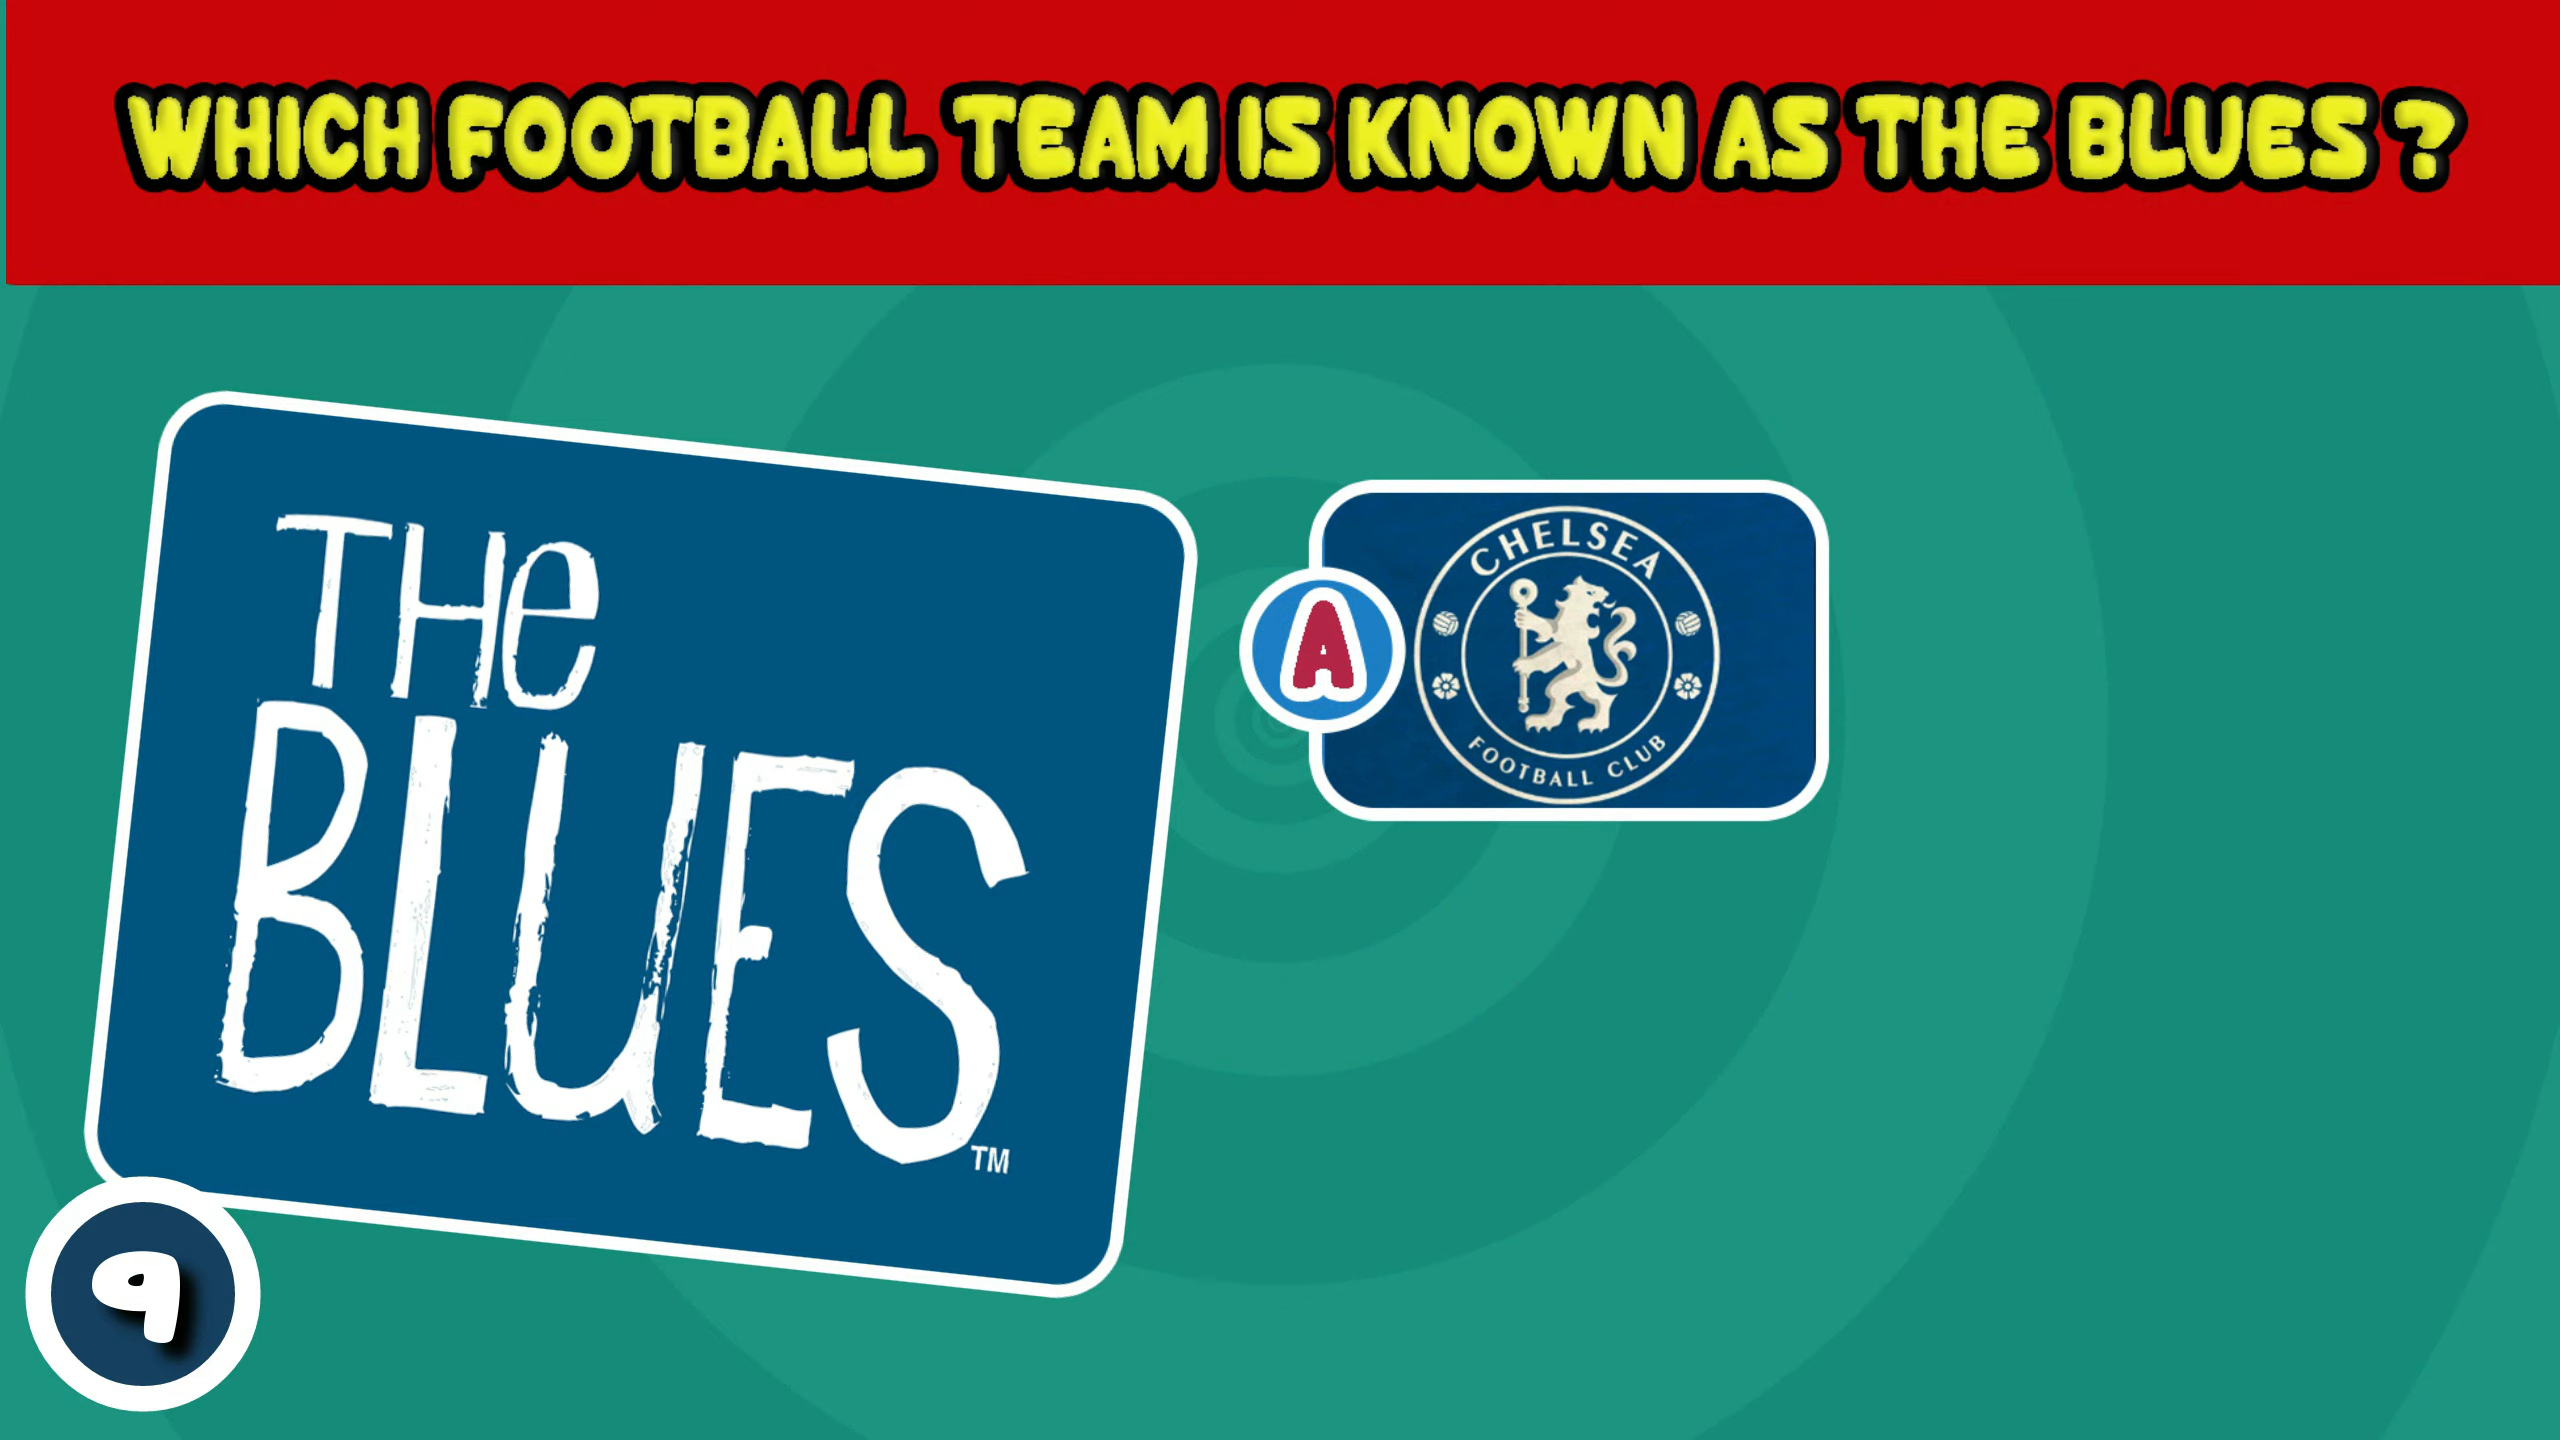 WHICH FOOTBALL TEAM IS KNOWN AS THE BLUES ?
THe
BLUES
TM
A
CHELSEA
FOOTBALL CLUB
9